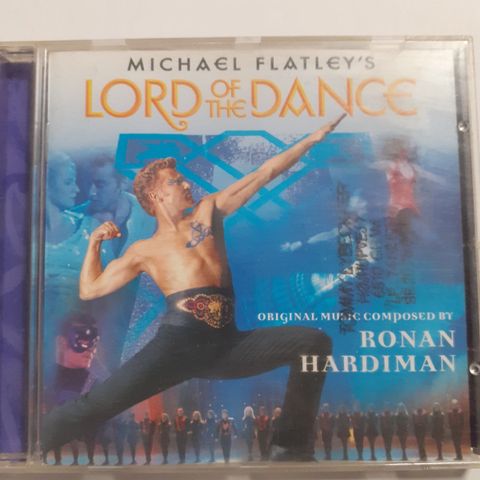 MICHAEL FLATLEY'S
LORD OF THE DANCE
ORIGINAL MUSIC COMPOSED BY
RONAN
HARDIMAN